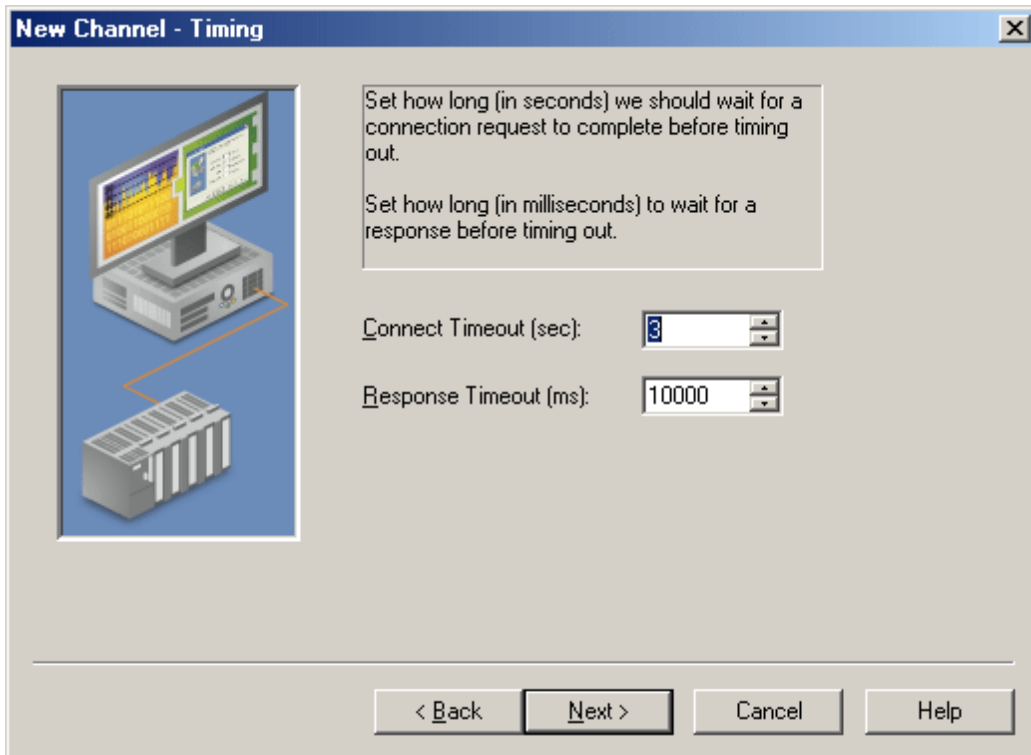 New Channel - Timing
Set how long (in seconds) we should wait for a
connection request to complete before timing
out.
Set how long (in milliseconds) to wait for a
response before timing out.
Connect Timeout (sec): 3
Response Timeout (ms): 10000
< Back Next > Cancel Help